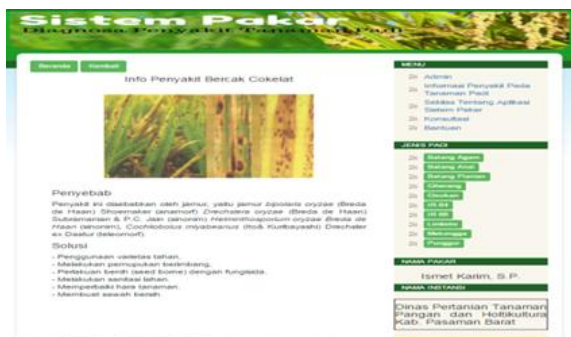 Sistem Pakar
Diagnosa Penyakit Tanaman Padi
Beranda Kembali
Info Penyakit Bercak Cokelat
Penyebab
Penyakit ini disebabkan oleh jamur, yaitu jamur Bipolaris oryzae (Breda
de Haan) Shoemaker (anamorf) Drechslera oryzae (Breda de Haan)
Subramanian & P.C. Jain (sinonim) Helminthosporium oryzae Breda de
Haan (sinonim), Cochliobolus miyabeanus (Ito& Kuribayashi) Drechsler
ex Dastur (teleomorf).
Solusi
- Penggunaan varietas tahan.
- Melakukan pemupukan berimbang.
- Perlakuan benih (seed borne) dengan fungisida.
- Melakukan sanitasi lahan.
- Memperbaiki hara tanaman.
- Membuat sawah bersih.
MENU
Admin
Informasi Penyakit Pada
Tanaman Padi
Sekilas Tentang Aplikasi
Sistem Pakar
Konsultasi
Bantuan
JENIS PADI
Batang Agam
Batang Anai
Batang Piaman
Ciherang
Cisokan
IR 64
IR 66
Logawa
NAMA PAKAR
Ismet Karim, S.P.
NAMA INSTANSI
Dinas Pertanian Tanaman
Pangan dan Holtikultura
Kab. Pasaman Barat